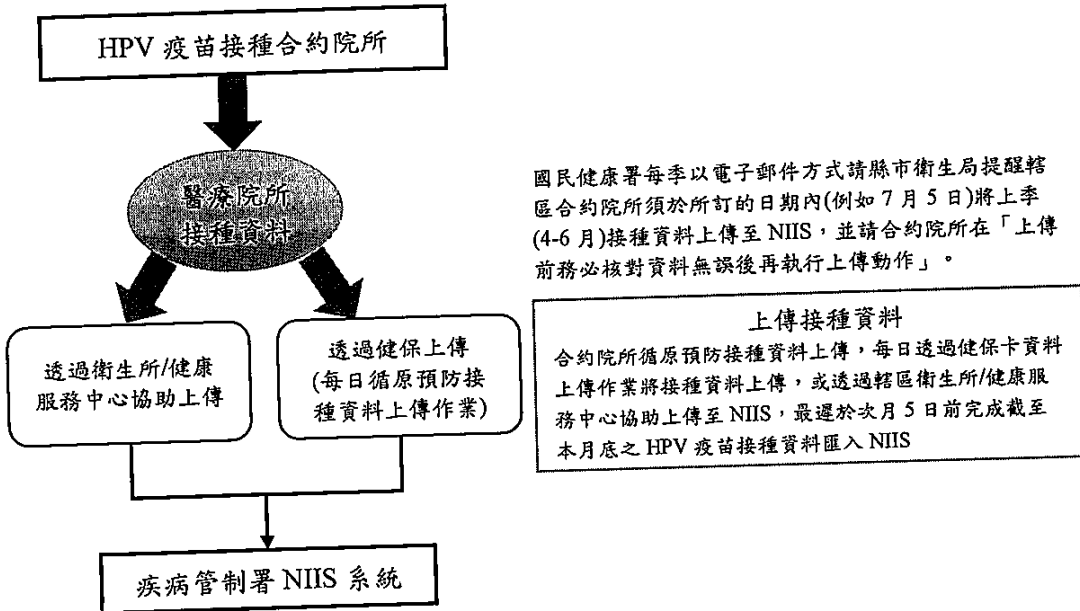 HPV 疫苗接種合約院所
醫療院所
接種資料
透過衛生所/健康
服務中心協助上傳
透過健保上傳
(每日循原預防接
種資料上傳作業)
疾病管制署 NIIS 系統
國民健康署每季以電子郵件方式請縣市衛生局提醒轄
區合約院所須於所訂的日期內(例如 7 月 5 日)將上季
(4-6 月)接種資料上傳至 NIIS,並請合約院所在「上傳
前務必核對資料無誤後再執行上傳動作」。
上傳接種資料
合約院所循原預防接種資料上傳,每日透過健保卡資料
上傳作業將接種資料上傳,或透過轄區衛生所/健康服
務中心協助上傳至 NIIS,最遲於次月 5 日前完成截至
本月底之 HPV 疫苗接種資料匯入 NIIS